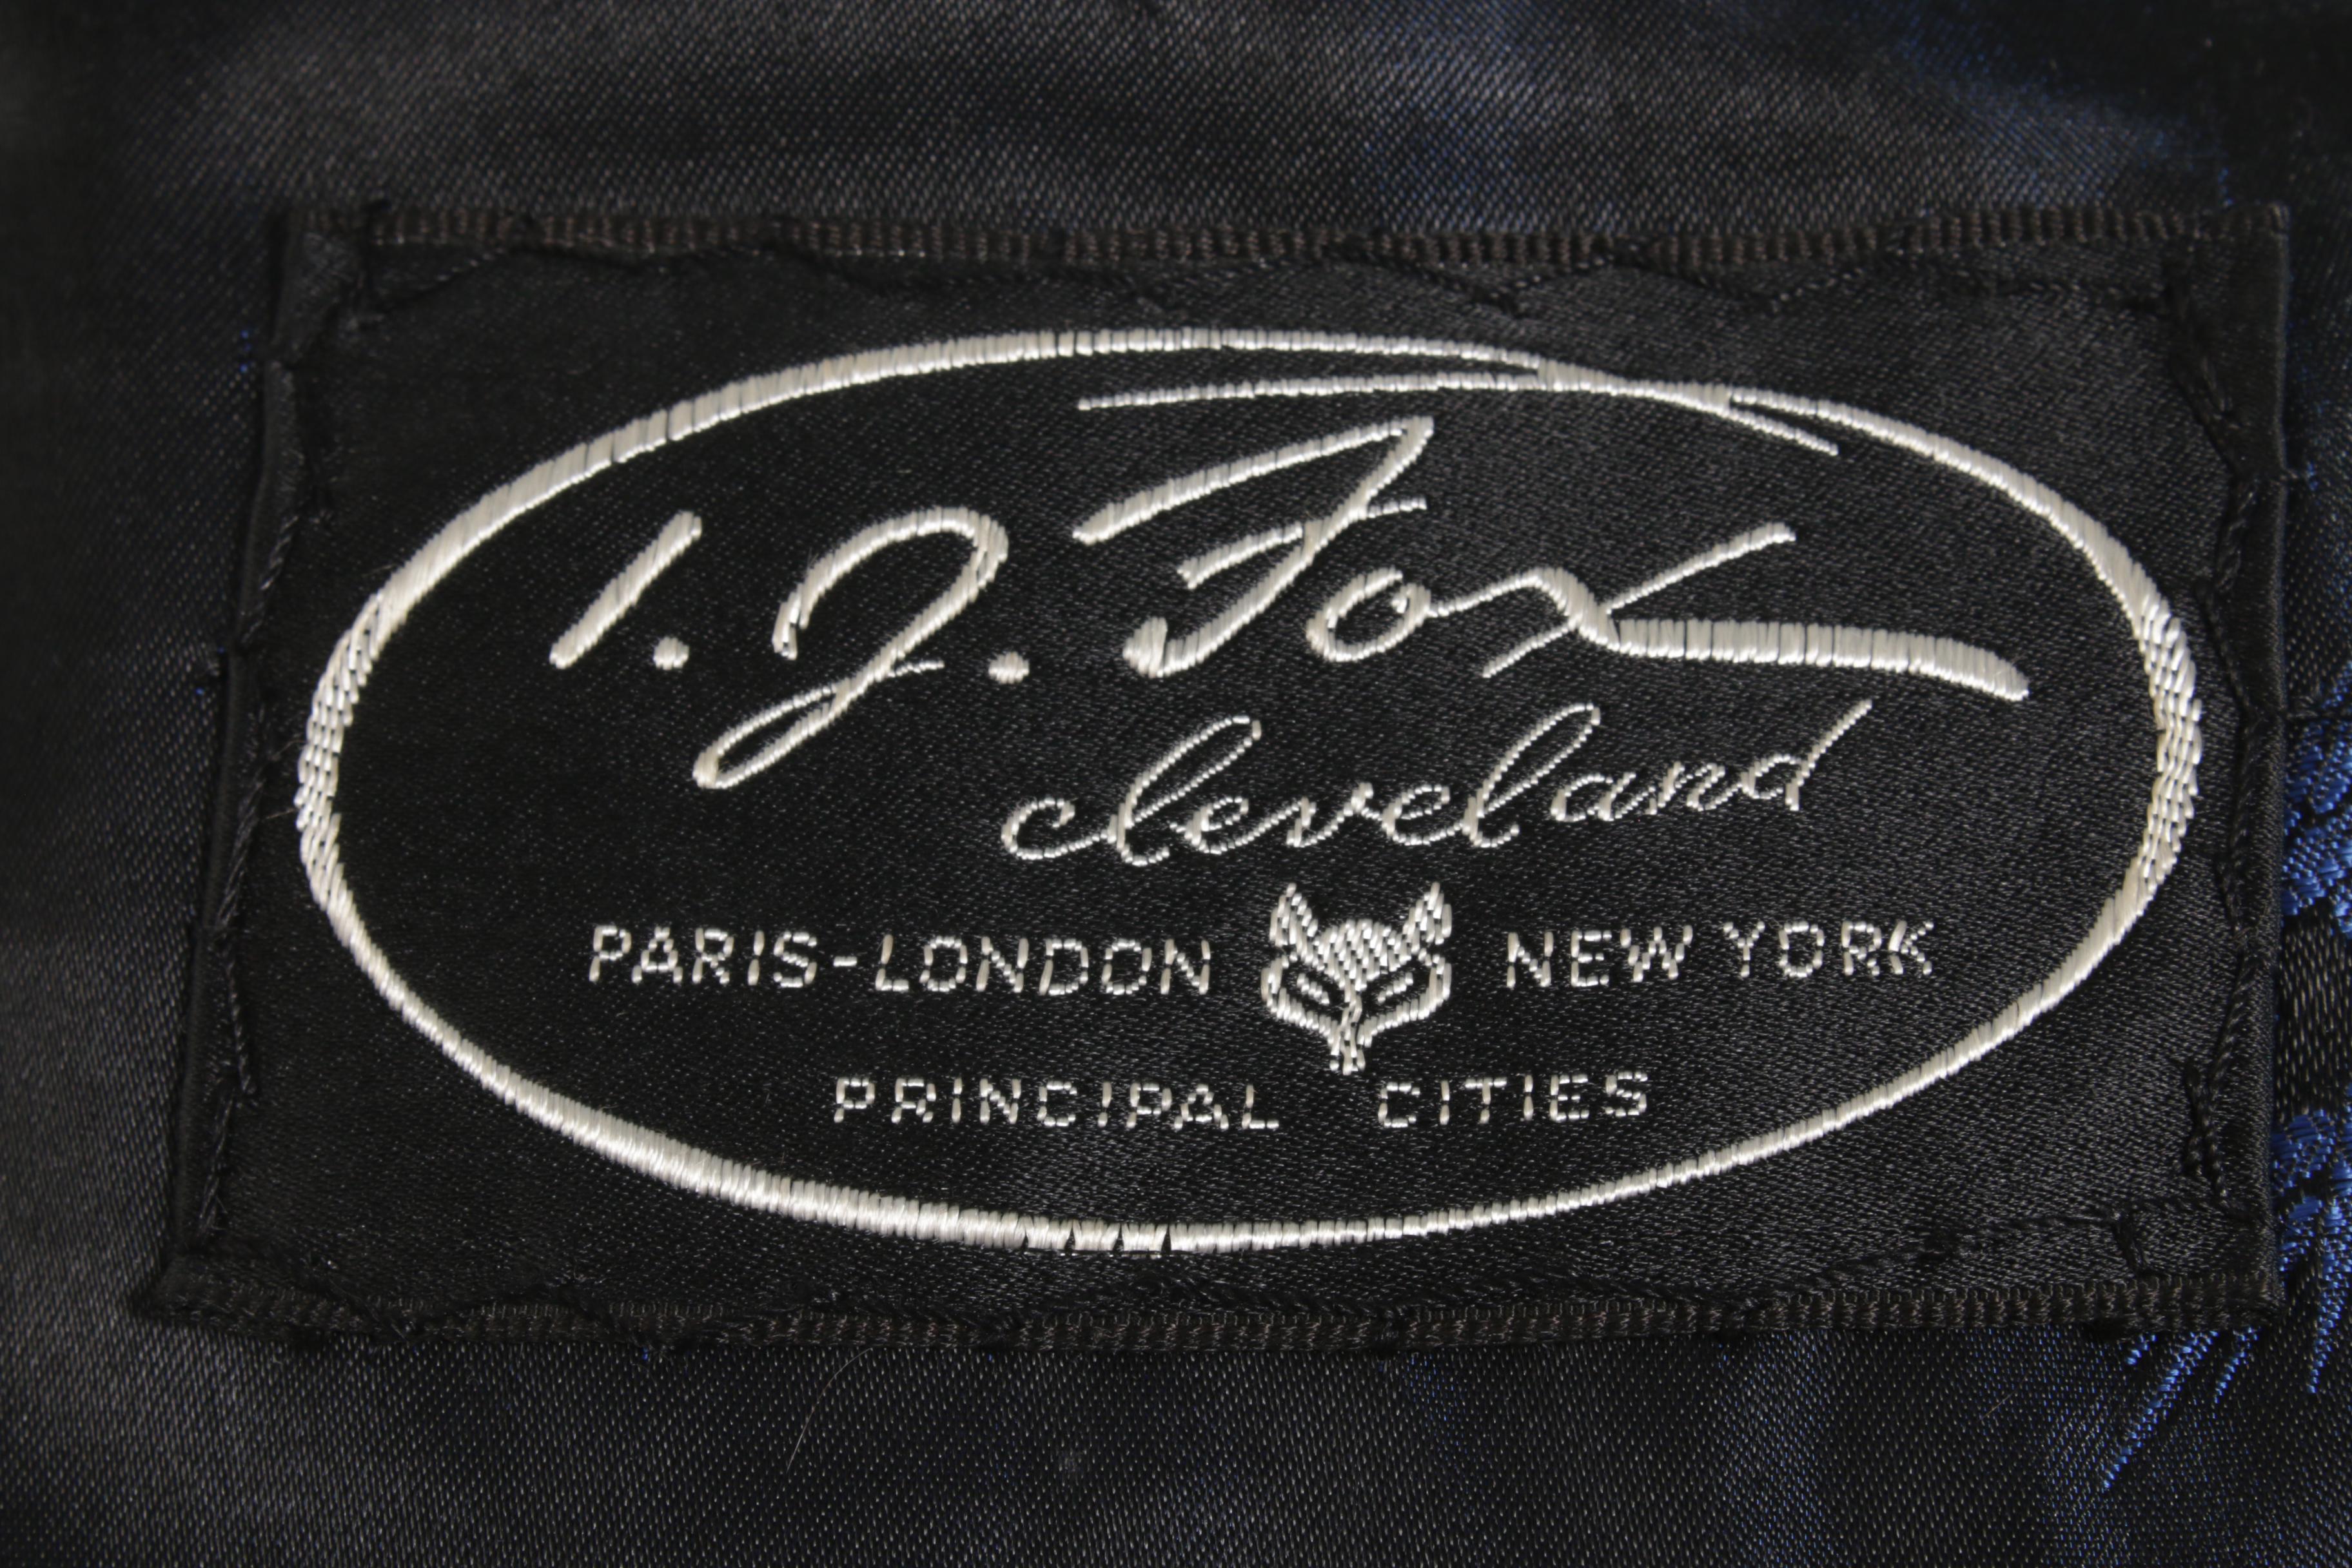 I. J. Fox
cleveland
PARIS-LONDON NEW YORK
PRINCIPAL CITIES